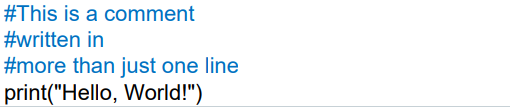 #This is a comment
#written in
#more than just one line
print("Hello, World!")